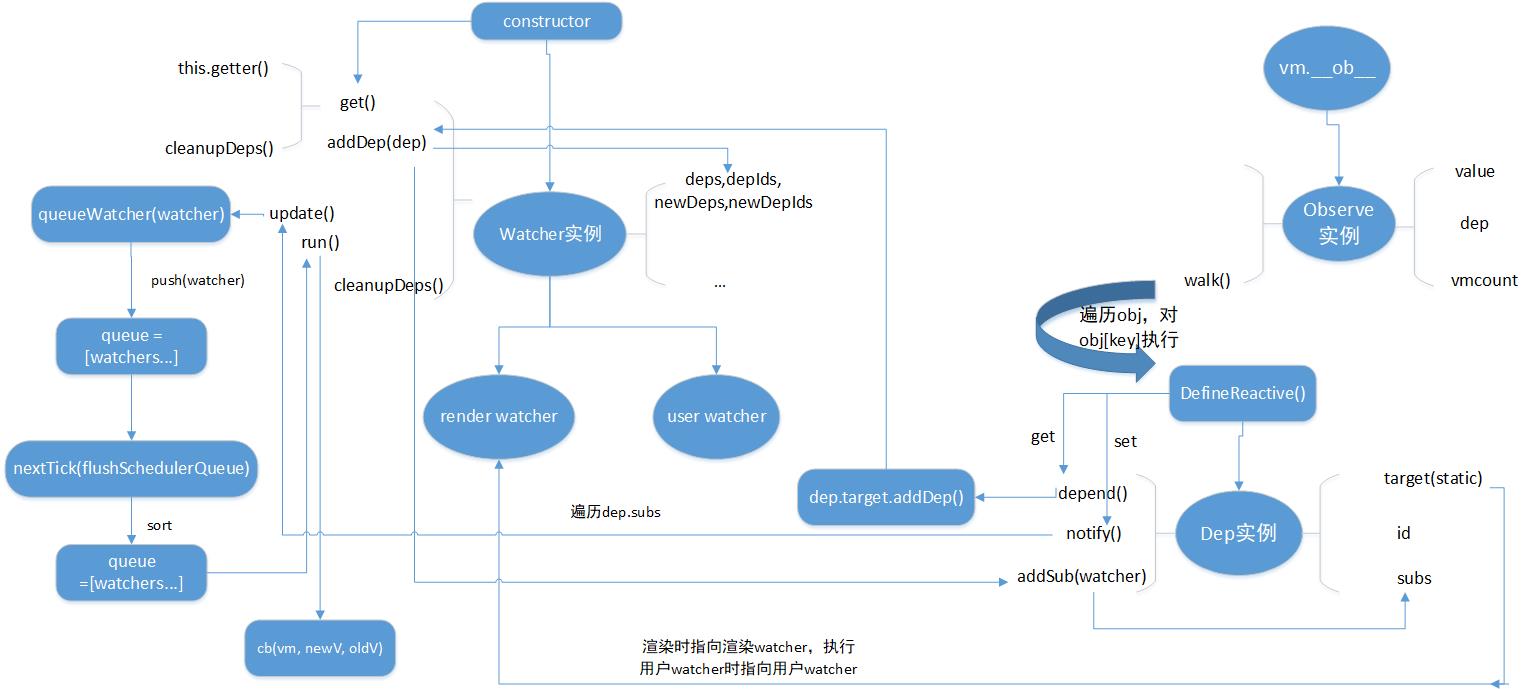 constructor
this.getter()
get()
cleanupDeps()
addDep(dep)
vm.__ob__
deps,depIds,
newDeps,newDepIds
value
queueWatcher(watcher)
update()
Watcher实例
Observe
实例
dep
run()
push(watcher)
cleanupDeps()
...
walk()
vmcount
queue =
[watchers...]
遍历obj，对
obj[key]执行
render watcher
user watcher
DefineReactive()
get
set
nextTick(flushSchedulerQueue)
dep.target.addDep()
depend()
target(static)
sort
遍历dep.subs
notify()
Dep实例
id
queue
=[watchers...]
addSub(watcher)
subs
cb(vm, newV, oldV)
渲染时指向渲染watcher，执行
用户watcher时指向用户watcher